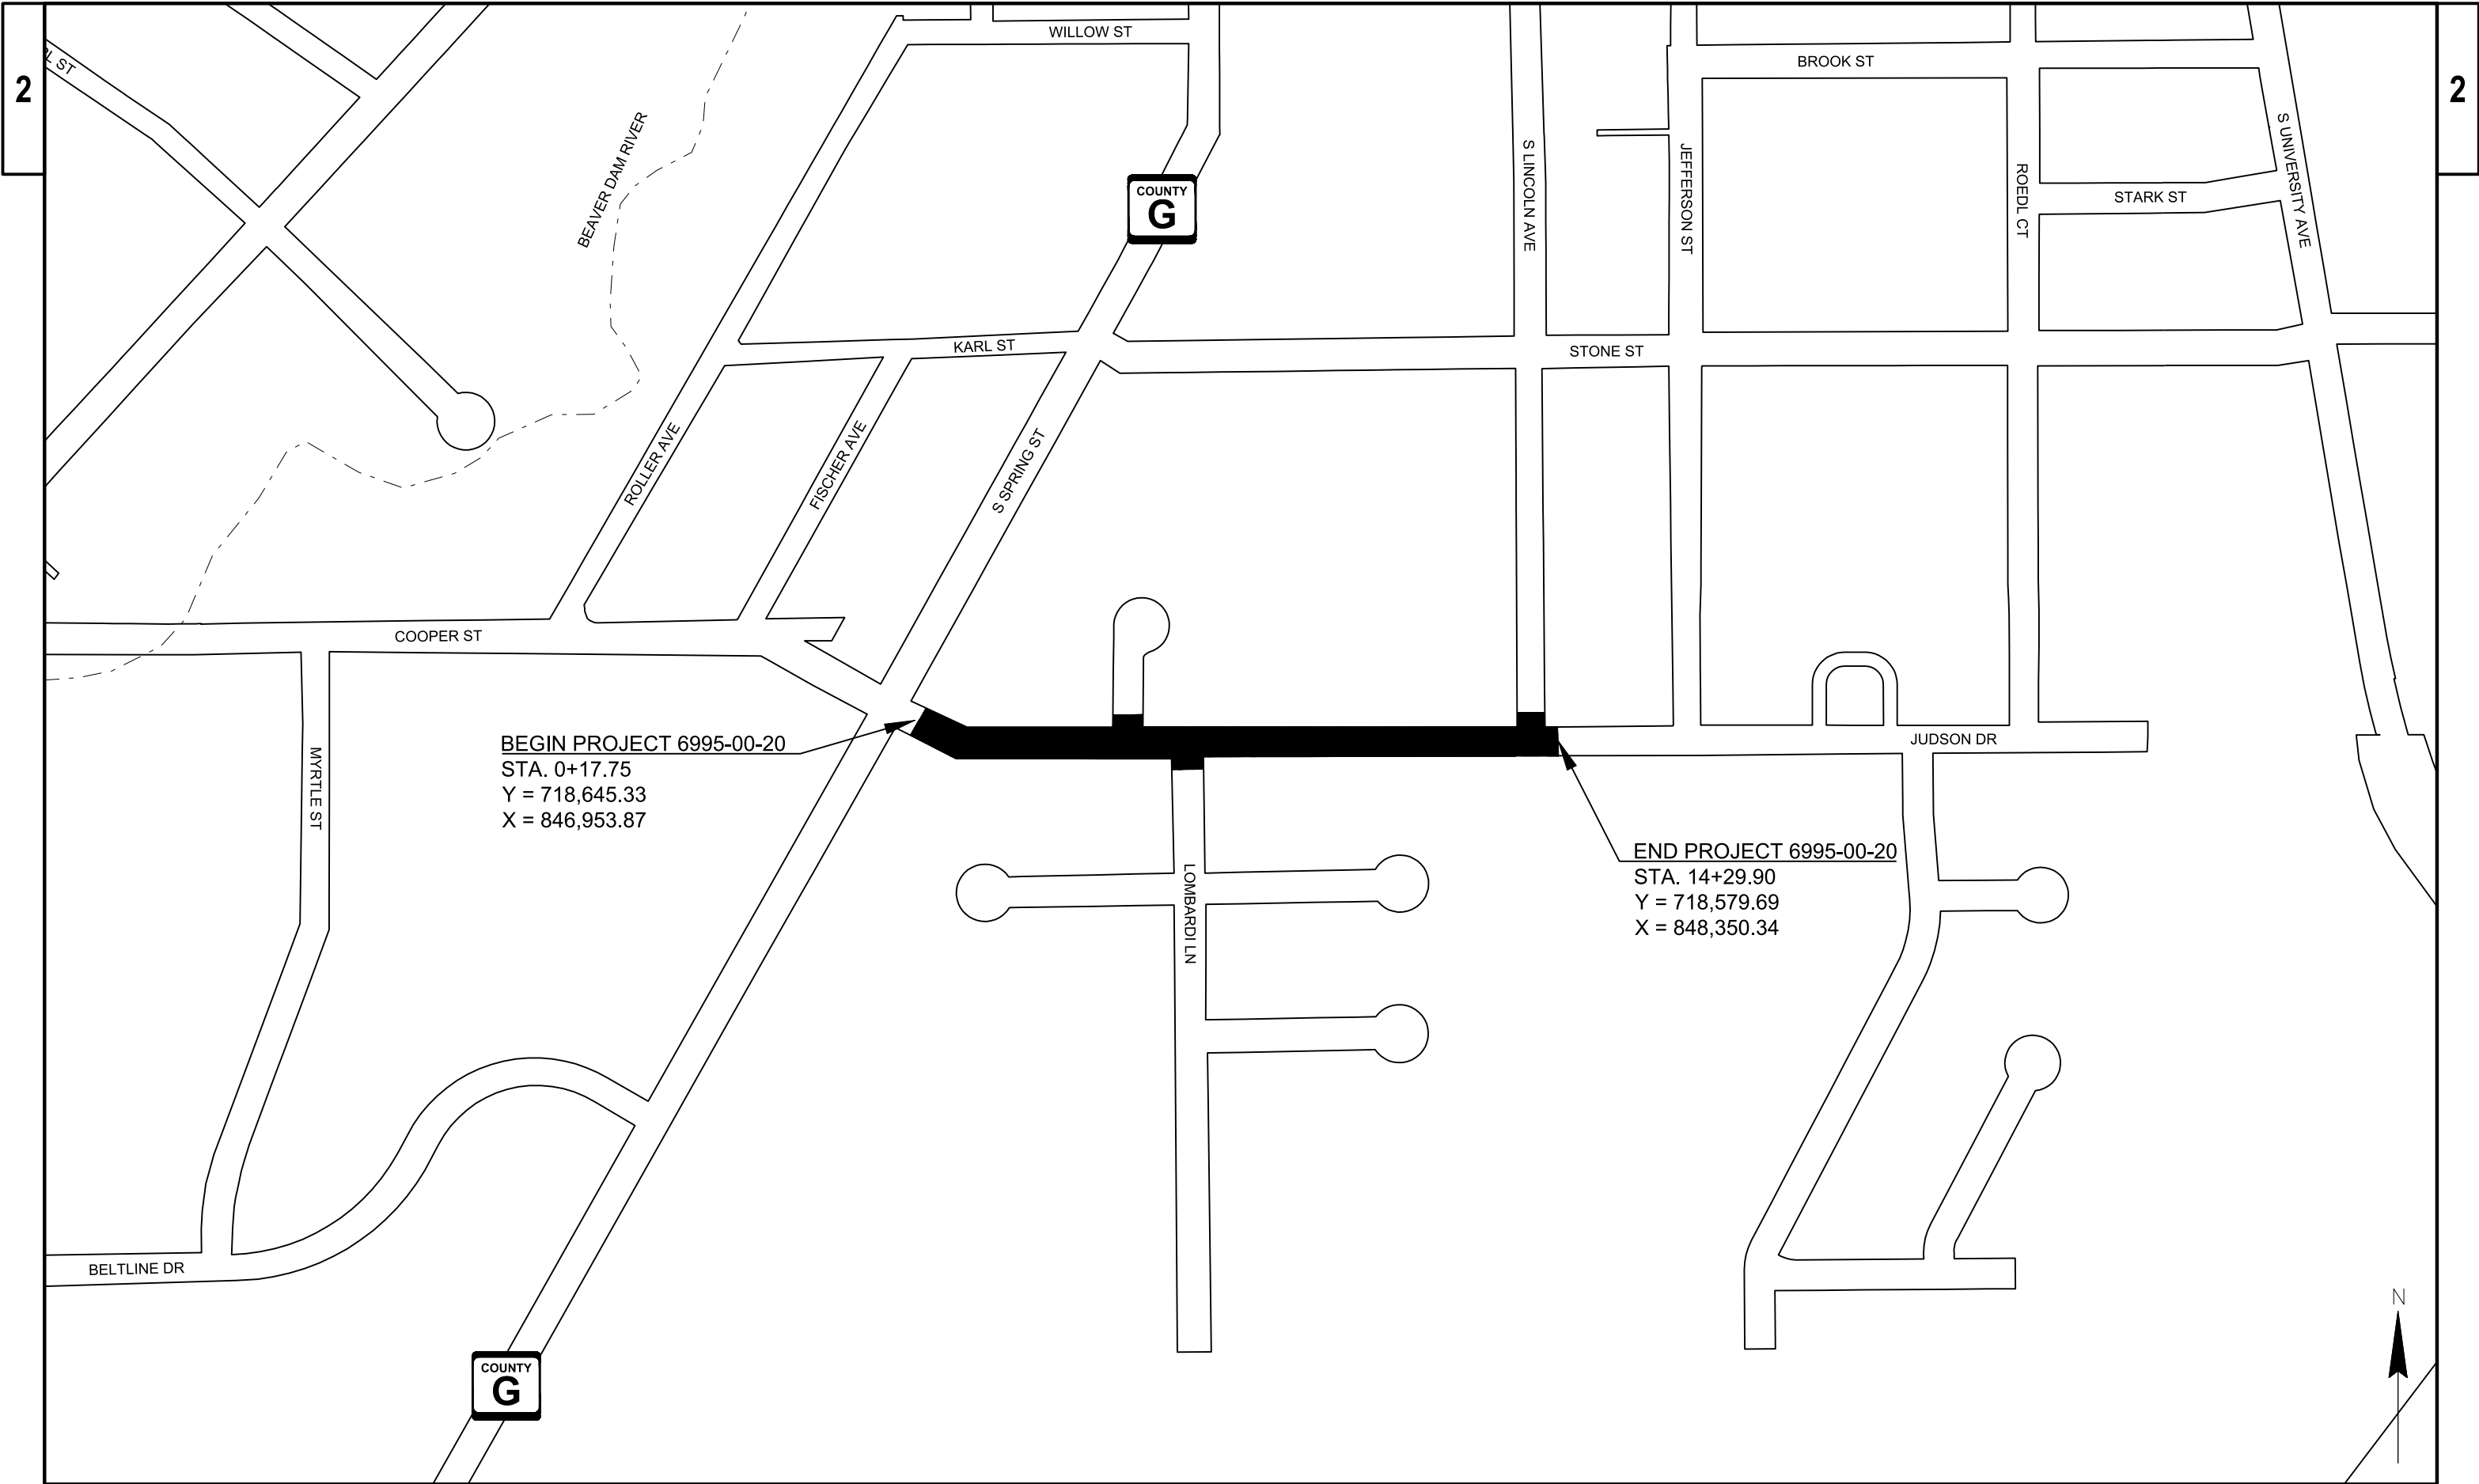 2
2
WILLOW ST
BROOK ST
ST
BEAVER DAM RIVER
COUNTY
G
S LINCOLN AVE
JEFFERSON ST
ROEDL CT
STARK ST
S UNIVERSITY AVE
KARL ST
STONE ST
ROLLER AVE
FISCHER AVE
S SPRING ST
COOPER ST
MYRTLE ST
BEGIN PROJECT 6995-00-20
STA. 0+17.75
Y = 718,645.33
X = 846,953.87
JUDSON DR
LOMBARDI LN
END PROJECT 6995-00-20
STA. 14+29.90
Y = 718,579.69
X = 848,350.34
BELTLINE DR
COUNTY
G
N